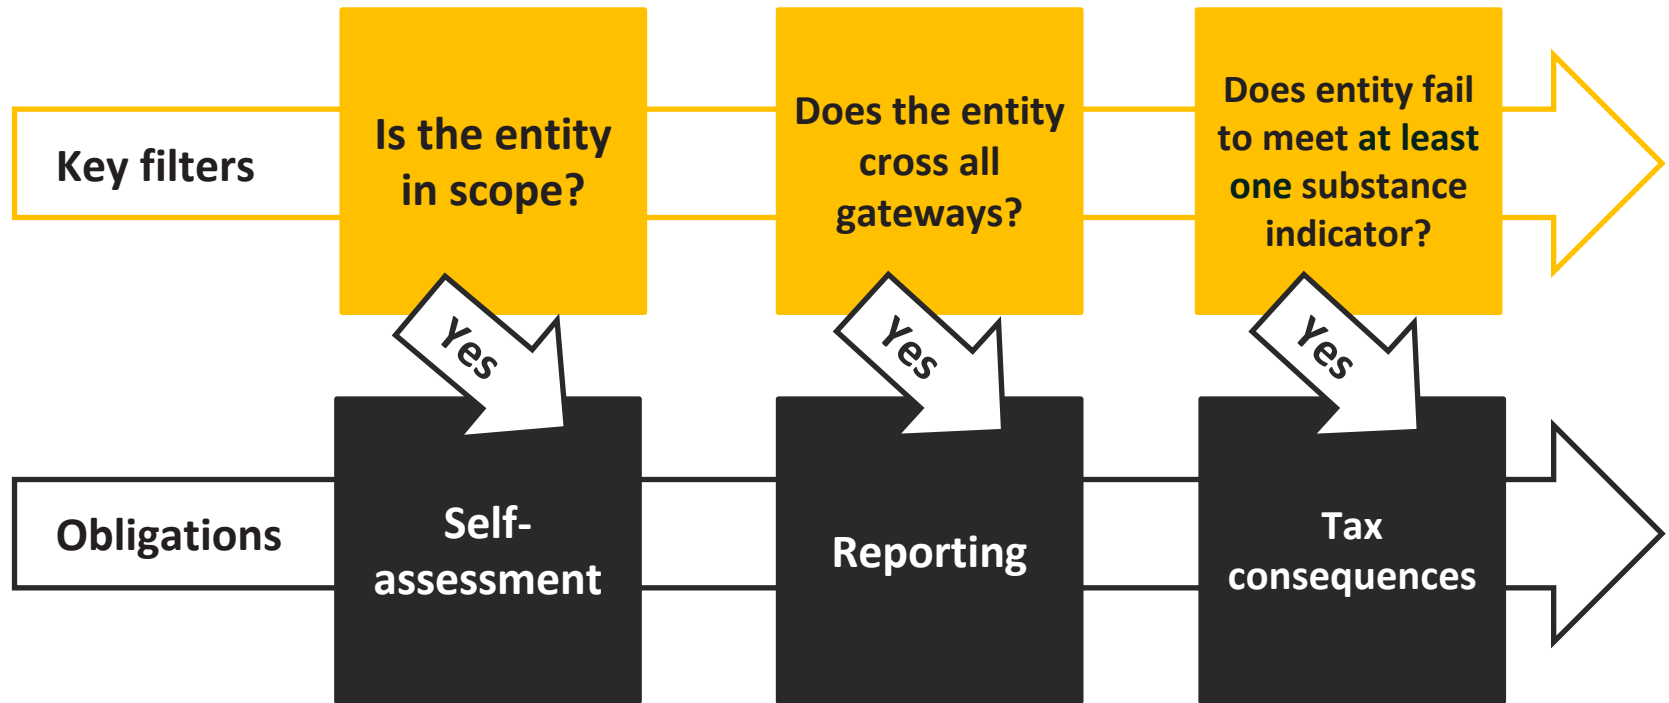 Key filters
Is the entity
in scope?
Does the entity
cross all
gateways?
Does entity fail
to meet at least
one substance
indicator?
Yes
Yes
Yes
Obligations
Self-
assessment
Reporting
Tax
consequences